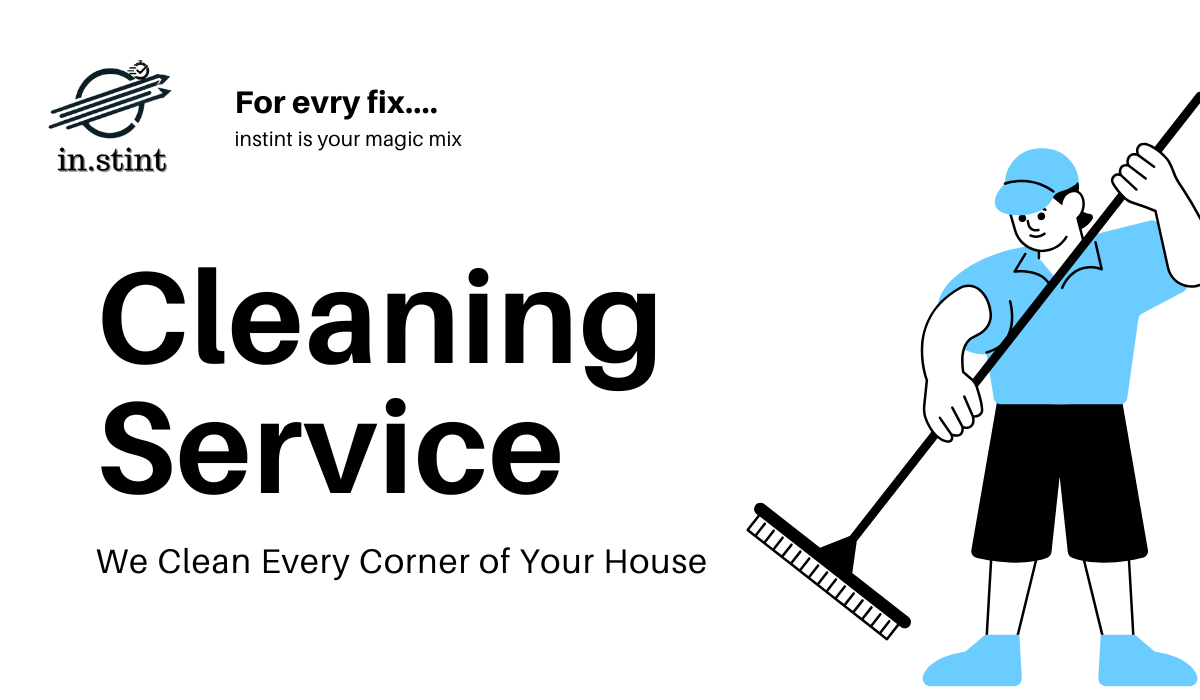 in.stint
For evry fix....
instint is your magic mix
Cleaning
Service
We Clean Every Corner of Your House